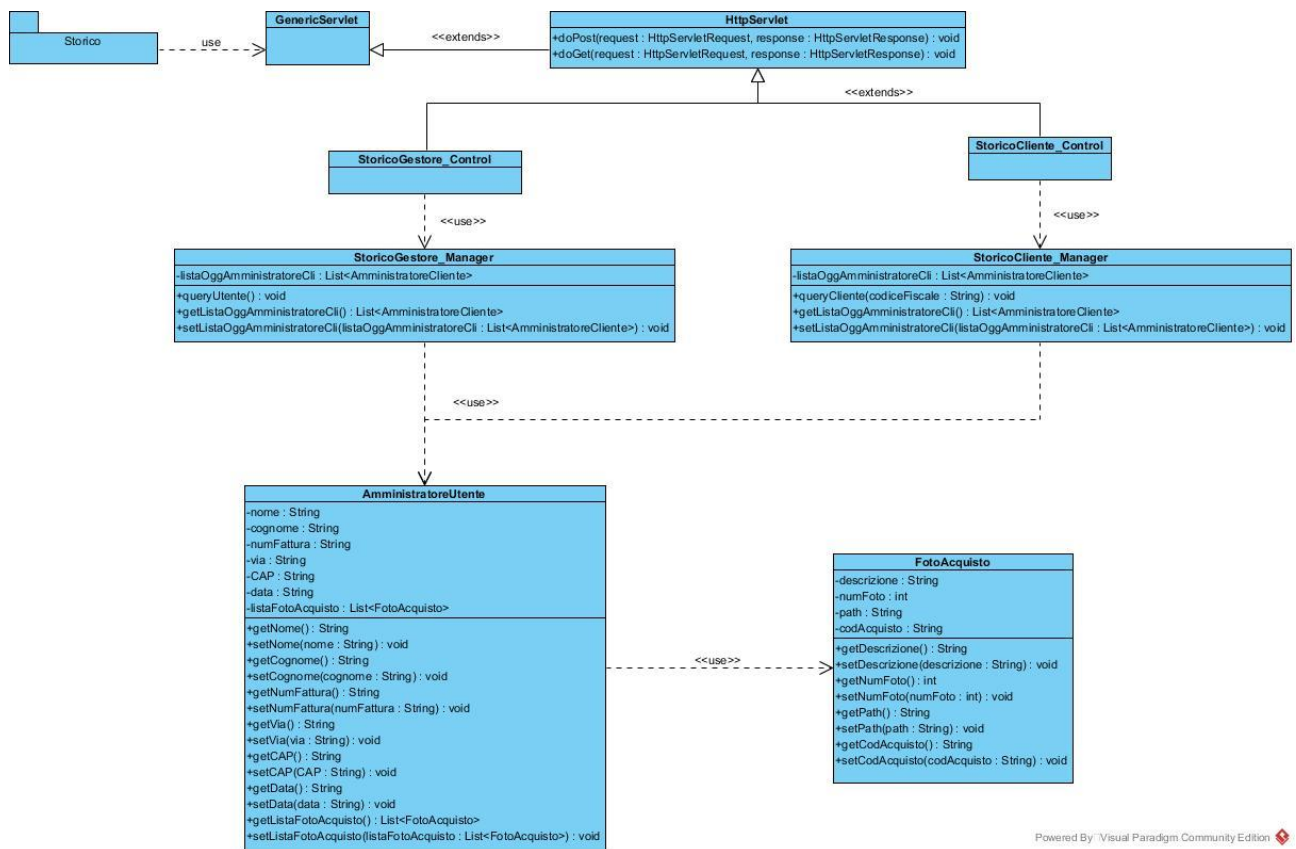 Storico
use
GenericServlet
<<extends>>
HttpServlet
+doPost(request : HttpServletRequest, response : HttpServletResponse) : void
+doGet(request : HttpServletRequest, response : HttpServletResponse) : void
<<extends>>
StoricoGestore_Control
StoricoCliente_Control
<<use>>
<<use>>
StoricoGestore_Manager
-listaOggAmministratoreCli : List<AmministratoreCliente>
+queryUtente() : void
+getListaOggAmministratoreCli() : List<AmministratoreCliente>
+setListaOggAmministratoreCli(listaOggAmministratoreCli : List<AmministratoreCliente>) : void
StoricoCliente_Manager
-listaOggAmministratoreCli : List<AmministratoreCliente>
+queryCliente(codiceFiscale : String) : void
+getListaOggAmministratoreCli() : List<AmministratoreCliente>
+setListaOggAmministratoreCli(listaOggAmministratoreCli : List<AmministratoreCliente>) : void
<<use>>
AmministratoreUtente
-nome : String
-cognome : String
-numFattura : String
-via : String
-CAP : String
-data : String
-listaFotoAcquisto : List<FotoAcquisto>
+getNome() : String
+setNome(nome : String) : void
+getCognome() : String
+setCognome(cognome : String) : void
+getNumFattura() : String
+setNumFattura(numFattura : String) : void
+getVia() : String
+setVia(via : String) : void
+getCAP() : String
+setCAP(CAP : String) : void
+getData() : String
+setData(data : String) : void
+getListaFotoAcquisto() : List<FotoAcquisto>
+setListaFotoAcquisto(listaFotoAcquisto : List<FotoAcquisto>) : void
<<use>>
FotoAcquisto
-descrizione : String
-numFoto : int
-path : String
-codAcquisto : String
+getDescrizione() : String
+setDescrizione(descrizione : String) : void
+getNumFoto() : int
+setNumFoto(numFoto : int) : void
+getPath() : String
+setPath(path : String) : void
+getCodAcquisto() : String
+setCodAcquisto(codAcquisto : String) : void
Powered By Visual Paradigm Community Edition